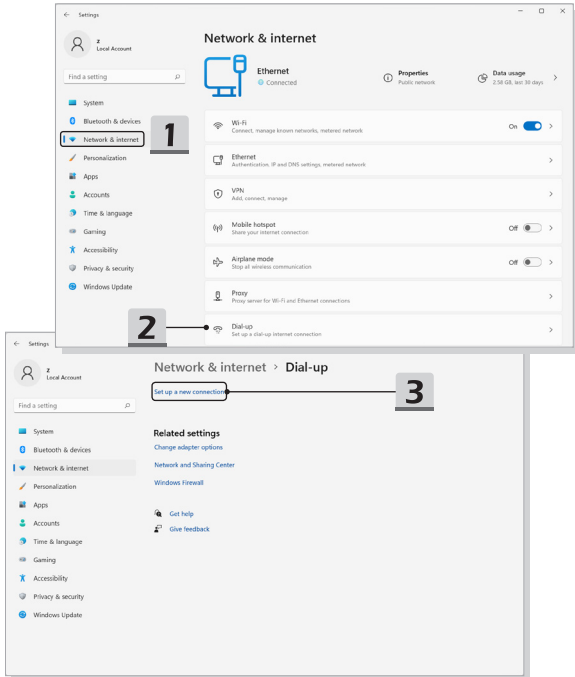 Settings
z
Local Account
Find a setting
System
Bluetooth & devices
Network & internet
Personalization
Apps
Accounts
Time & language
Gaming
Accessibility
Privacy & security
Windows Update
1
Network & internet
Ethernet
Connected
Properties
Public network
Data usage
2.58 GB, last 30 days
Wi-Fi
Connect, manage known networks, metered network
On
Ethernet
Authentication, IP and DNS settings, metered network
VPN
Add, connect, manage
Mobile hotspot
Share your internet connection
Off
Airplane mode
Stop all wireless communication
Off
Proxy
Proxy server for Wi-Fi and Ethernet connections
2
Dial-up
Set up a dial-up internet connection
Settings
z
Local Account
Find a setting
System
Bluetooth & devices
Network & internet
Personalization
Apps
Accounts
Time & language
Gaming
Accessibility
Privacy & security
Windows Update
Network & internet > Dial-up
Set up a new connection
3
Related settings
Change adapter options
Network and Sharing Center
Windows Firewall
Get help
Give feedback